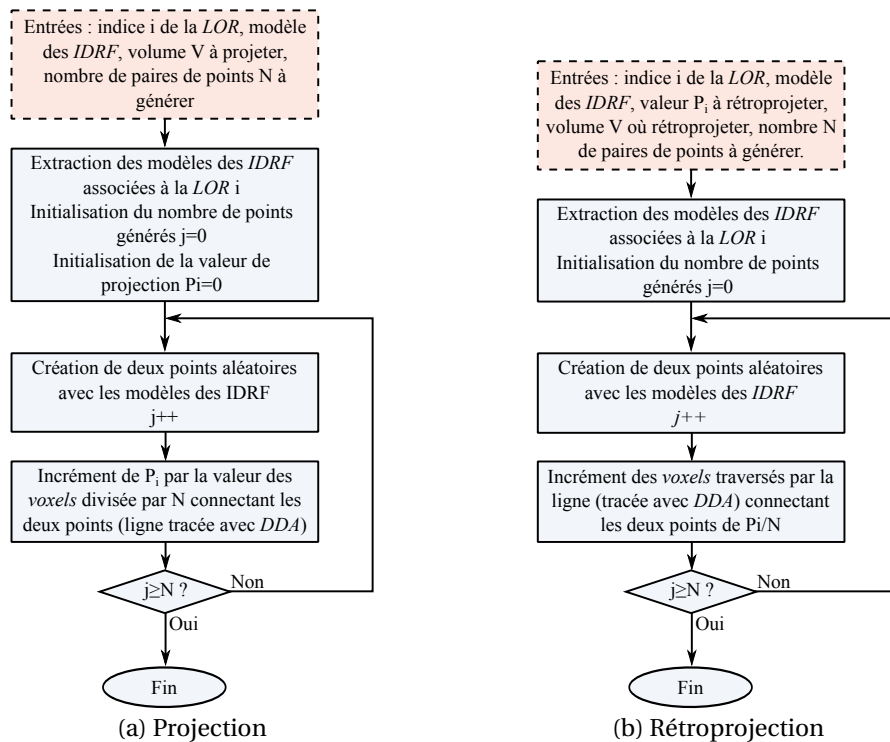 Entrées : indice i de la LOR, modèle
des IDRF, volume V à projeter,
nombre de paires de points N à
générer
Extraction des modèles des IDRF
associées à la LOR i
Initialisation du nombre de points
générés j=0
Initialisation de la valeur de
projection Pi=0
Création de deux points aléatoires
avec les modèles des IDRF
j++
Incrément de Pi par la valeur des
voxels divisée par N connectant les
deux points (ligne tracée avec DDA)
j≥N ?
Non
Oui
Fin
(a) Projection
Entrées : indice i de la LOR, modèle
des IDRF, valeur Pi à rétroprojeter,
volume V où rétroprojeter, nombre N
de paires de points à générer.
Extraction des modèles des IDRF
associées à la LOR i
Initialisation du nombre de points
générés j=0
Création de deux points aléatoires
avec les modèles des IDRF
j++
Incrément des voxels traversés par la
ligne (tracée avec DDA) connectant
les deux points de Pi/N
j≥N ?
Non
Oui
Fin
(b) Rétroprojection